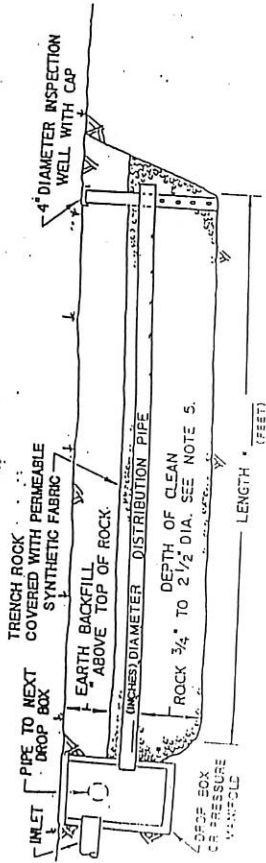 INLET
PIPE TO NEXT
DROP BOX
TRENCH ROCK
COVERED WITH PERMEABLE
SYNTHETIC FABRIC
4" DIAMETER INSPECTION
WELL WITH CAP
EARTH BACKFILL
" ABOVE TOP OF ROCK
(INCHES) DIAMETER DISTRIBUTION PIPE
DEPTH OF CLEAN
ROCK 3/4" TO 2 1/2" DIA. SEE NOTE 5.
DROP BOX
OR PRESSURE
MANIFOLD
LENGTH "
(FEET)